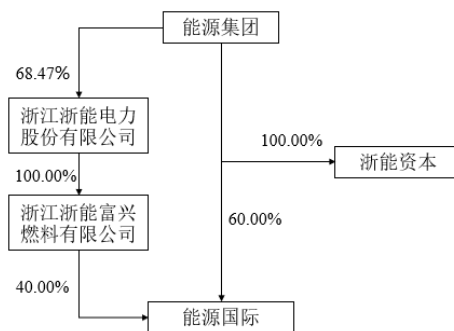 能源集团
68.47%
浙江浙能电力
股份有限公司
100.00%
浙能资本
100.00%
浙江浙能富兴
燃料有限公司
60.00%
40.00%
能源国际